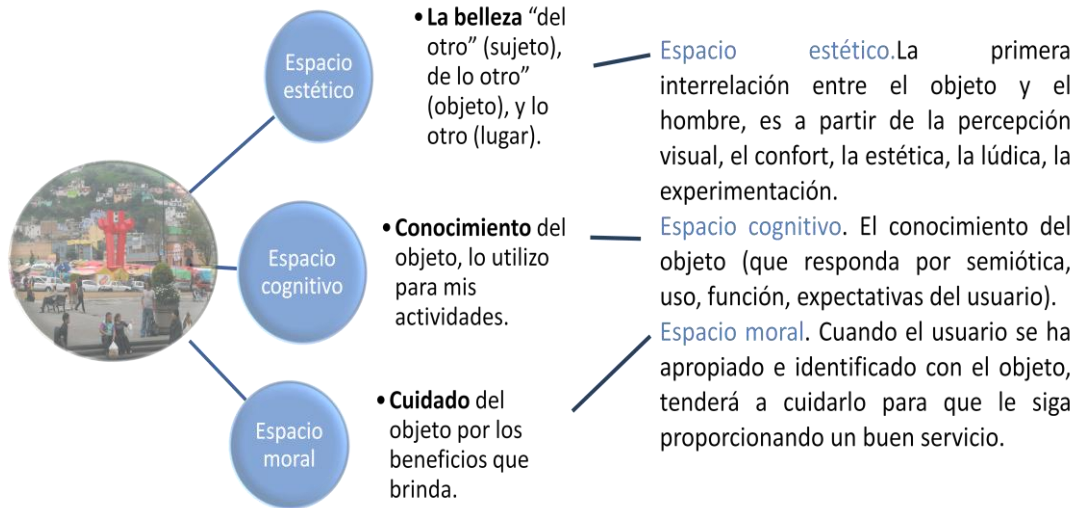 Espacio
estético
• La belleza “del
otro” (sujeto),
de lo otro”
(objeto), y lo
otro (lugar).
Espacio estético.La primera
interrelación entre el objeto y el
hombre, es a partir de la percepción
visual, el confort, la estética, la lúdica, la
experimentación.
Espacio
cognitivo
• Conocimiento del
objeto, lo utilizo
para mis
actividades.
Espacio cognitivo. El conocimiento del
objeto (que responda por semiótica,
uso, función, expectativas del usuario).
Espacio
moral
• Cuidado del
objeto por los
beneficios que
brinda.
Espacio moral. Cuando el usuario se ha
apropiado e identificado con el objeto,
tenderá a cuidarlo para que le siga
proporcionando un buen servicio.